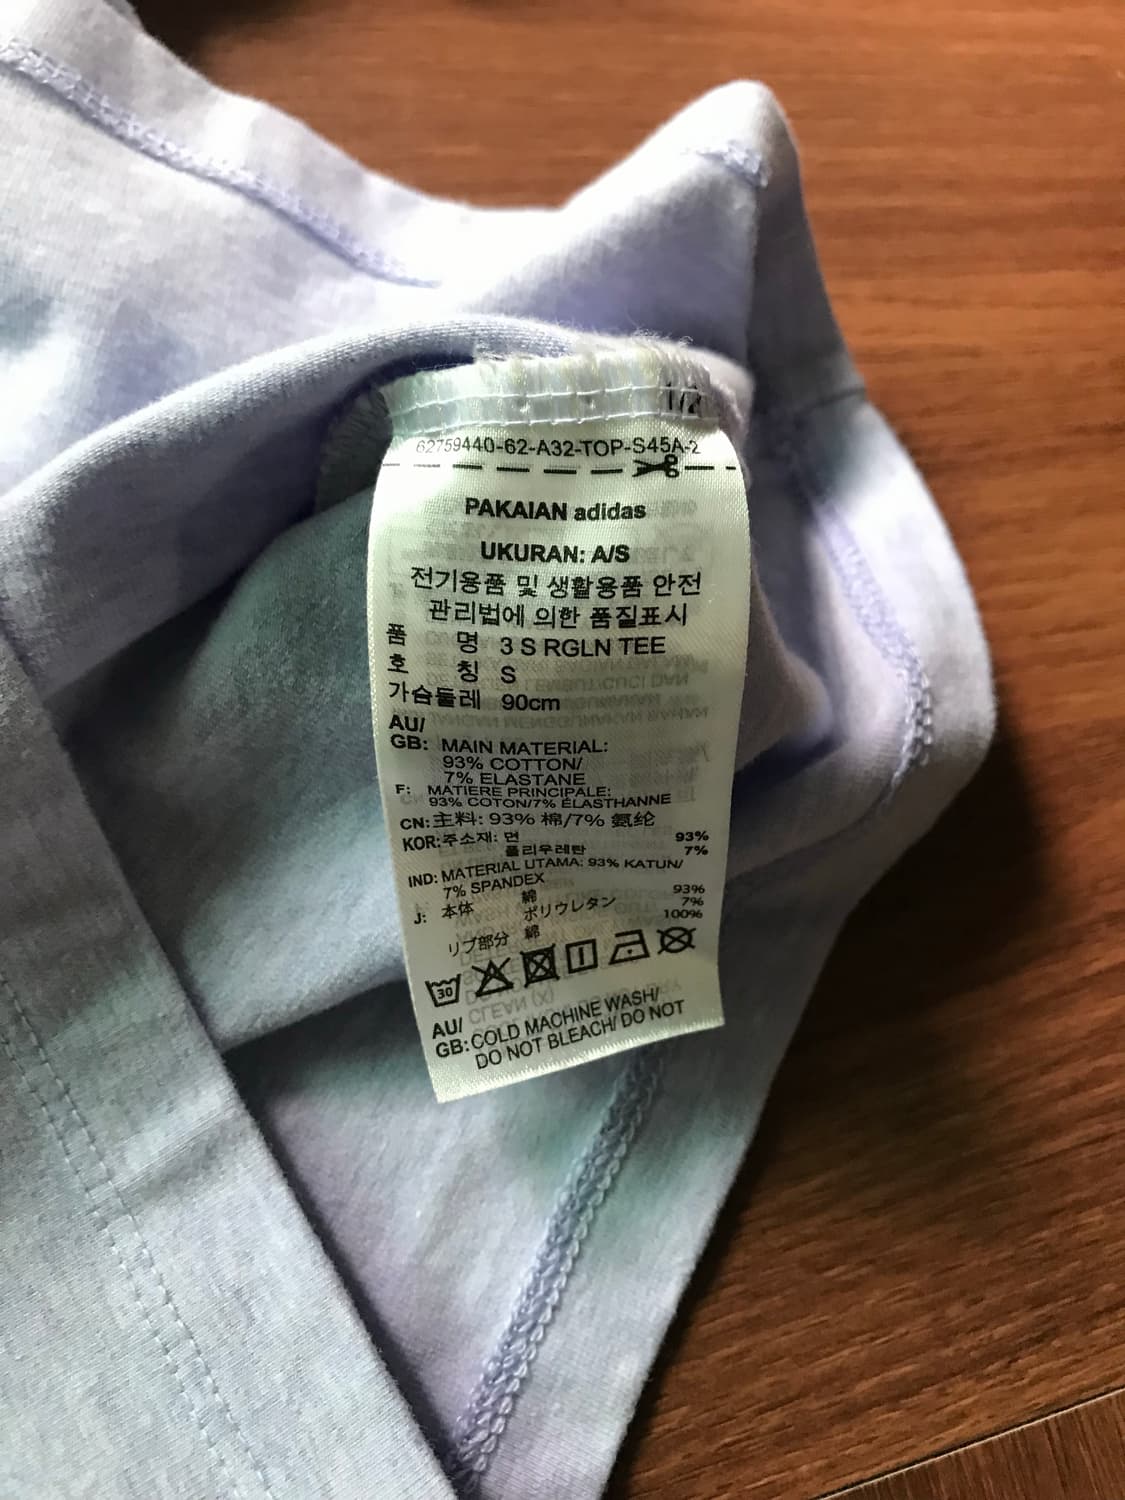 1/2
62759440-62-A32-TOP-S45A-2
PAKAIAN adidas
UKURAN: A/S
전기용품 및 생활용품 안전
관리법에 의한 품질표시
품 명 3 S RGLN TEE
호 칭 S
가슴둘레 90cm
AU/
GB: MAIN MATERIAL:
93% COTTON/
7% ELASTANE
F: MATIERE PRINCIPALE:
93% COTON/7% ÉLASTHANNE
CN: 主料: 93% 棉/7% 氨纶
KOR: 주소재: 면 93%
폴리우레탄 7%
IND: MATERIAL UTAMA: 93% KATUN/
7% SPANDEX
J: 本体 綿 93%
ポリウレタン 7%
リブ部分 綿 100%
30
AU/
GB: COLD MACHINE WASH/
DO NOT BLEACH/ DO NOT